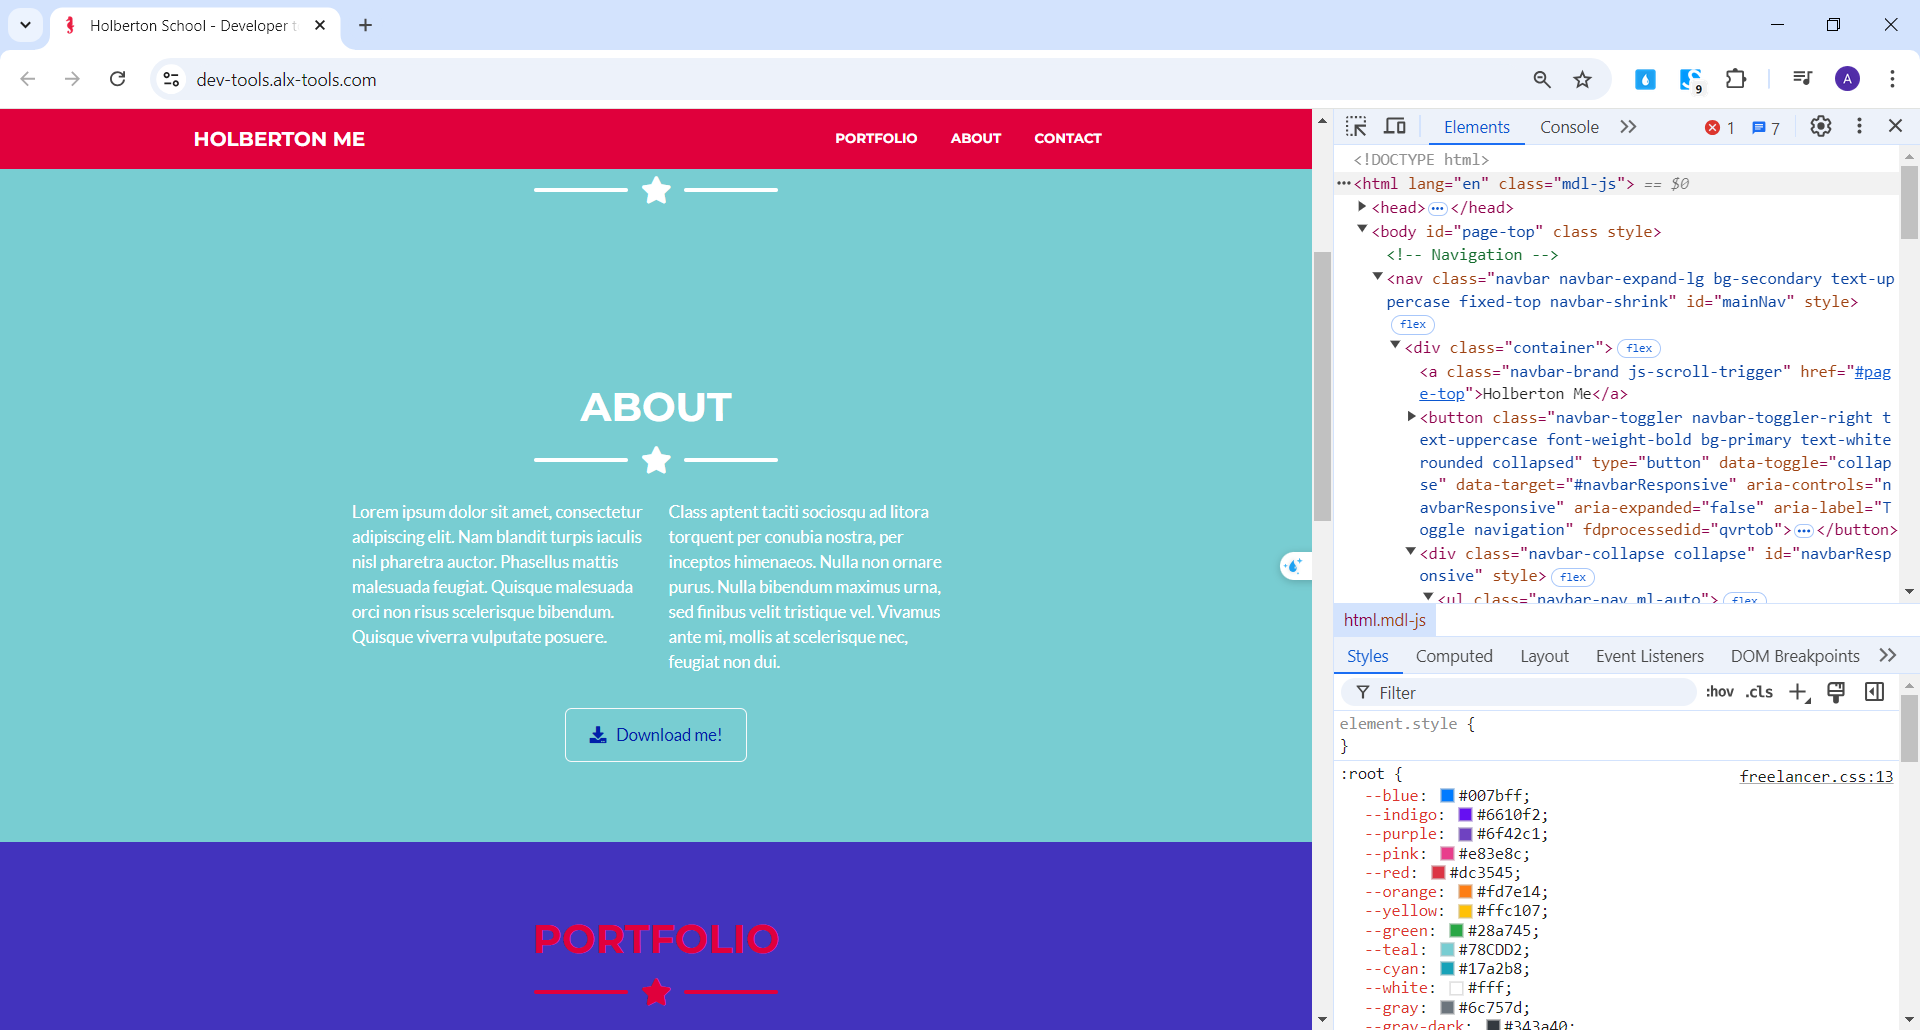 Holberton School - Developer t
dev-tools.alx-tools.com
9
A
HOLBERTON ME
PORTFOLIO
ABOUT
CONTACT
ABOUT
Lorem ipsum dolor sit amet, consectetur
adipiscing elit. Nam blandit turpis iaculis
nisl pharetra auctor. Phasellus mattis
malesuada feugiat. Quisque malesuada
orci non risus scelerisque bibendum.
Quisque viverra vulputate posuere.
Class aptent taciti sociosqu ad litora
torquent per conubia nostra, per
inceptos himenaeos. Nulla non ornare
purus. Nulla bibendum maximus urna,
sed finibus velit tristique vel. Vivamus
ante mi, mollis at scelerisque nec,
feugiat non dui.
Download me!
PORTFOLIO
Elements
Console
1
7
<!DOCTYPE html>
<html lang="en" class="mdl-js"> == $0
<head> </head>
<body id="page-top" class style>
<!-- Navigation -->
<nav class="navbar navbar-expand-lg bg-secondary text-up
percase fixed-top navbar-shrink" id="mainNav" style>
flex
<div class="container"> flex
<a class="navbar-brand js-scroll-trigger" href="#pag
e-top">Holberton Me</a>
<button class="navbar-toggler navbar-toggler-right t
ext-uppercase font-weight-bold bg-primary text-white
rounded collapsed" type="button" data-toggle="collap
se" data-target="#navbarResponsive" aria-controls="n
avbarResponsive" aria-expanded="false" aria-label="T
oggle navigation" fdprocessedid="qvrtob"> </button>
<div class="navbar-collapse collapse" id="navbarResp
onsive" style> flex
<ul class="navbar-nav ml-auto"> flex
html.mdl-js
Styles
Computed
Layout
Event Listeners
DOM Breakpoints
Filter
:hov
.cls
element.style {
}
:root {
freelancer.css:13
--blue: #007bff;
--indigo: #6610f2;
--purple: #6f42c1;
--pink: #e83e8c;
--red: #dc3545;
--orange: #fd7e14;
--yellow: #ffc107;
--green: #28a745;
--teal: #78CDD2;
--cyan: #17a2b8;
--white: #fff;
--gray: #6c757d;
--gray-dark: #343a40;